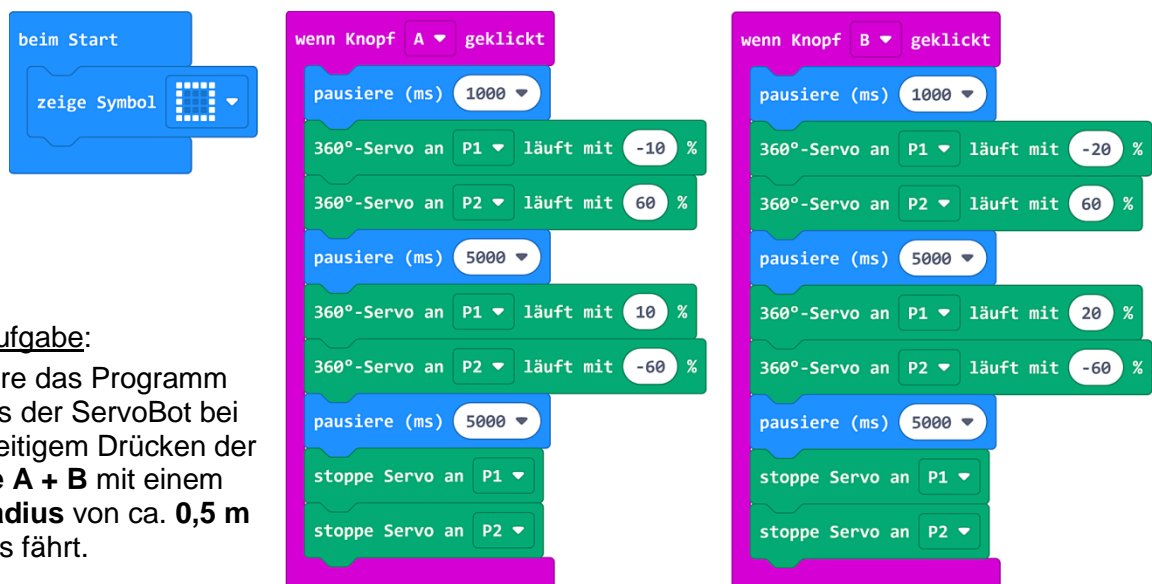 beim Start
zeige Symbol
ufgabe:
re das Programm
s der ServoBot bei
eitigem Drücken der
e A + B mit einem
adius von ca. 0,5 m
s fährt.
wenn Knopf A geklickt
pausiere (ms) 1000
360°-Servo an P1 läuft mit -10 %
360°-Servo an P2 läuft mit 60 %
pausiere (ms) 5000
360°-Servo an P1 läuft mit 10 %
360°-Servo an P2 läuft mit -60 %
pausiere (ms) 5000
stoppe Servo an P1
stoppe Servo an P2
wenn Knopf B geklickt
pausiere (ms) 1000
360°-Servo an P1 läuft mit -20 %
360°-Servo an P2 läuft mit 60 %
pausiere (ms) 5000
360°-Servo an P1 läuft mit 20 %
360°-Servo an P2 läuft mit -60 %
pausiere (ms) 5000
stoppe Servo an P1
stoppe Servo an P2